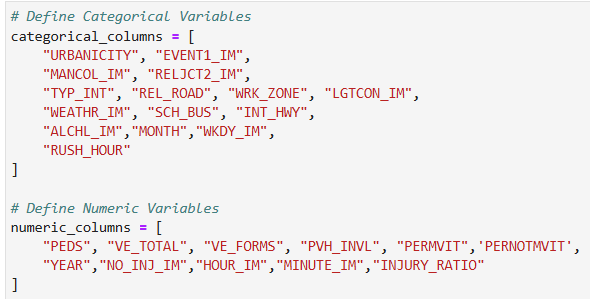 # Define Categorical Variables
categorical_columns = [
    "URBANICITY", "EVENT1_IM",
    "MANCOL_IM", "RELJCT2_IM",
    "TYP_INT", "REL_ROAD", "WRK_ZONE", "LGTCON_IM",
    "WEATHR_IM", "SCH_BUS", "INT_HWY",
    "ALCHL_IM","MONTH","WKDY_IM",
    "RUSH_HOUR"
]
# Define Numeric Variables
numeric_columns = [
    "PEDS", "VE_TOTAL", "VE_FORMS", "PVH_INVL", "PERMVIT",'PERNOTMVIT',
    "YEAR","NO_INJ_IM","HOUR_IM","MINUTE_IM","INJURY_RATIO"
]